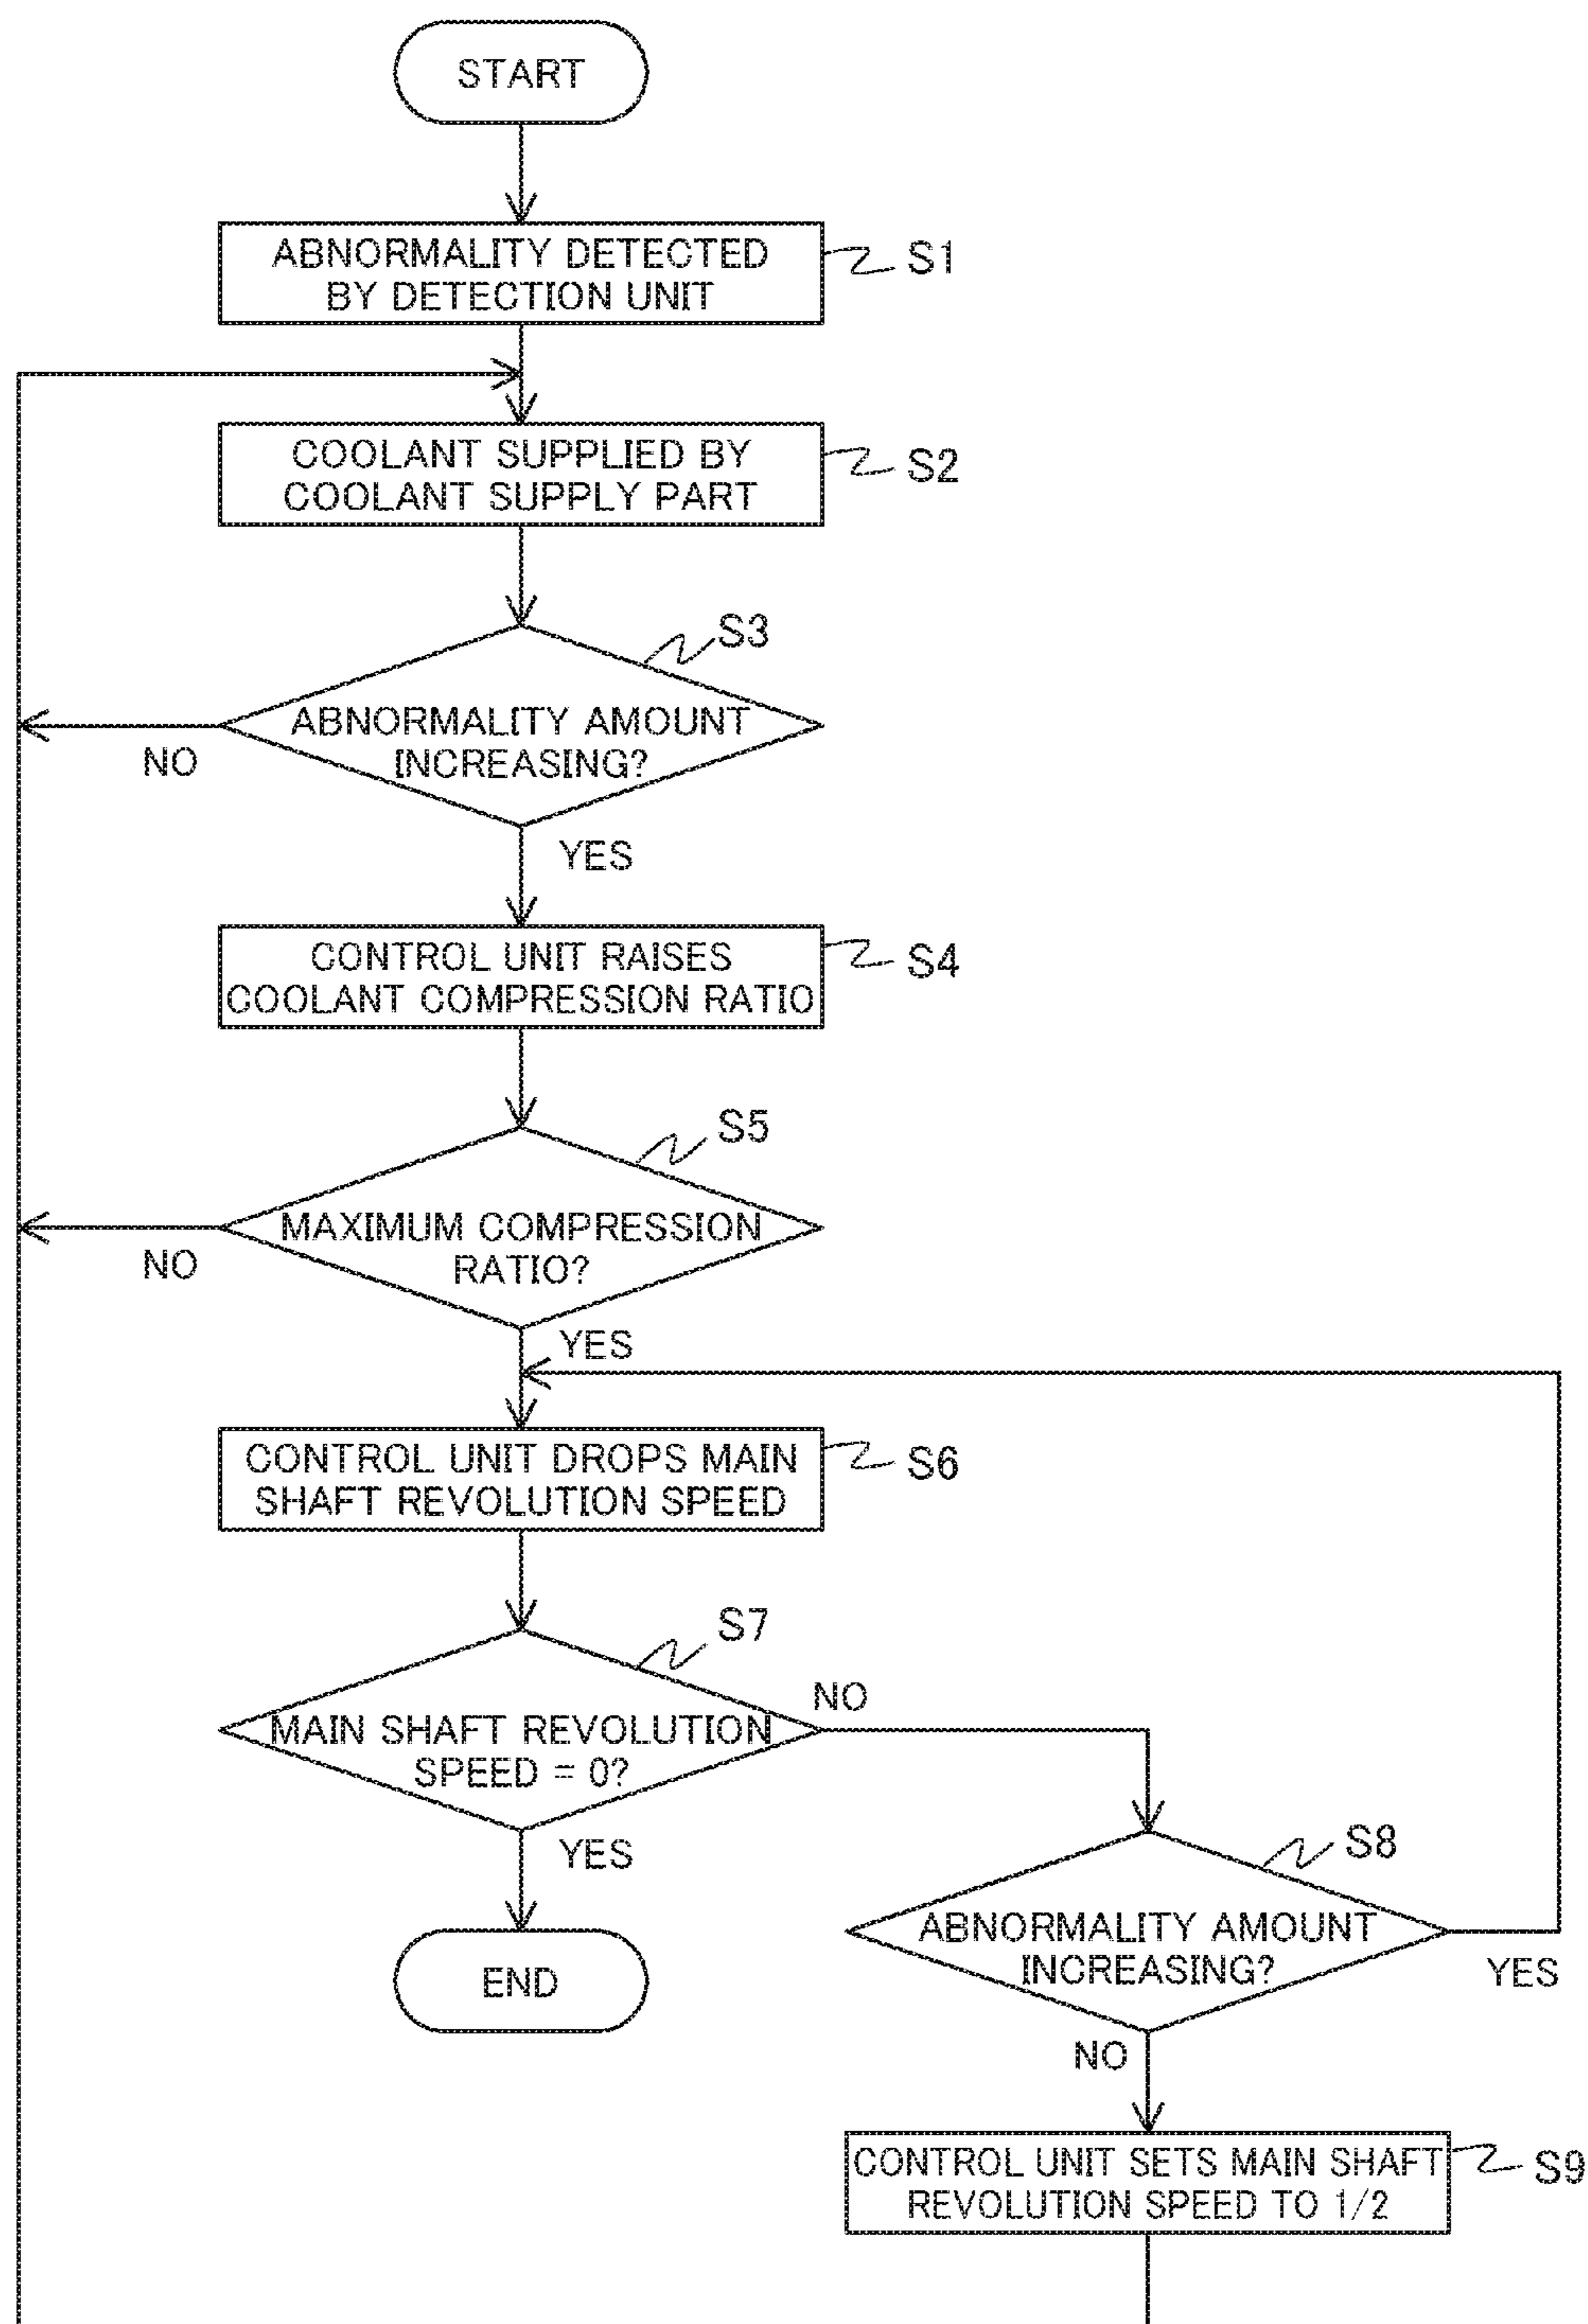 START
ABNORMALITY DETECTED
BY DETECTION UNIT
S1
COOLANT SUPPLIED BY
COOLANT SUPPLY PART
S2
S3
ABNORMALITY AMOUNT
INCREASING?
NO
YES
CONTROL UNIT RAISES
COOLANT COMPRESSION RATIO
S4
S5
MAXIMUM COMPRESSION
RATIO?
NO
YES
CONTROL UNIT DROPS MAIN
SHAFT REVOLUTION SPEED
S6
S7
MAIN SHAFT REVOLUTION
SPEED = 0?
NO
YES
END
S8
ABNORMALITY AMOUNT
INCREASING?
YES
NO
CONTROL UNIT SETS MAIN SHAFT
REVOLUTION SPEED TO 1/2
S9